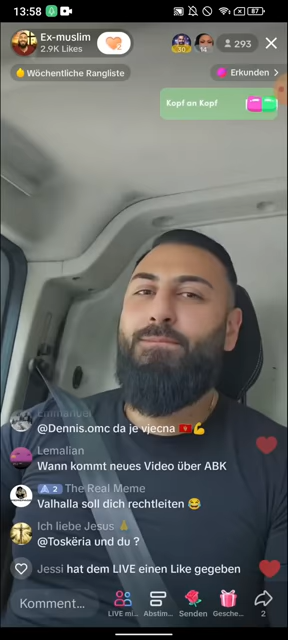 13:58
87
Ex-muslim
2.9K Likes
30
14
293
Wöchentliche Rangliste
Erkunden
Kopf an Kopf
Emmanuel
@Dennis.omc da je vjecna 🇲🇪💪
Lemalian
Wann kommt neues Video über ABK
2 The Real Meme
Valhalla soll dich rechtleiten 😂
Ich liebe Jesus 🙏
@Toskëria und du ?
Jessi hat dem LIVE einen Like gegeben
Komment...
LIVE mi...
Abstim...
Senden
Gesche...
2